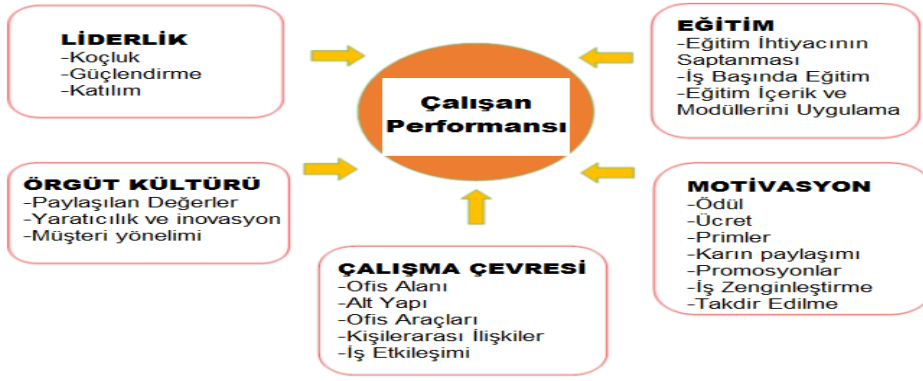 LİDERLİK
-Koçluk
-Güçlendirme
-Katılım
Çalışan
Performansı
EĞİTİM
-Eğitim İhtiyacının
Saptanması
-İş Başında Eğitim
-Eğitim İçerik ve
Modüllerini Uygulama
ÖRGÜT KÜLTÜRÜ
-Paylaşılan Değerler
-Yaratıcılık ve inovasyon
-Müşteri yönelimi
ÇALIŞMA ÇEVRESİ
-Ofis Alanı
-Alt Yapı
-Ofis Araçları
-Kişilerarası İlişkiler
-İş Etkileşimi
MOTİVASYON
-Ödül
-Ücret
-Primler
-Karın paylaşımı
-Promosyonlar
-İş Zenginleştirme
-Takdir Edilme